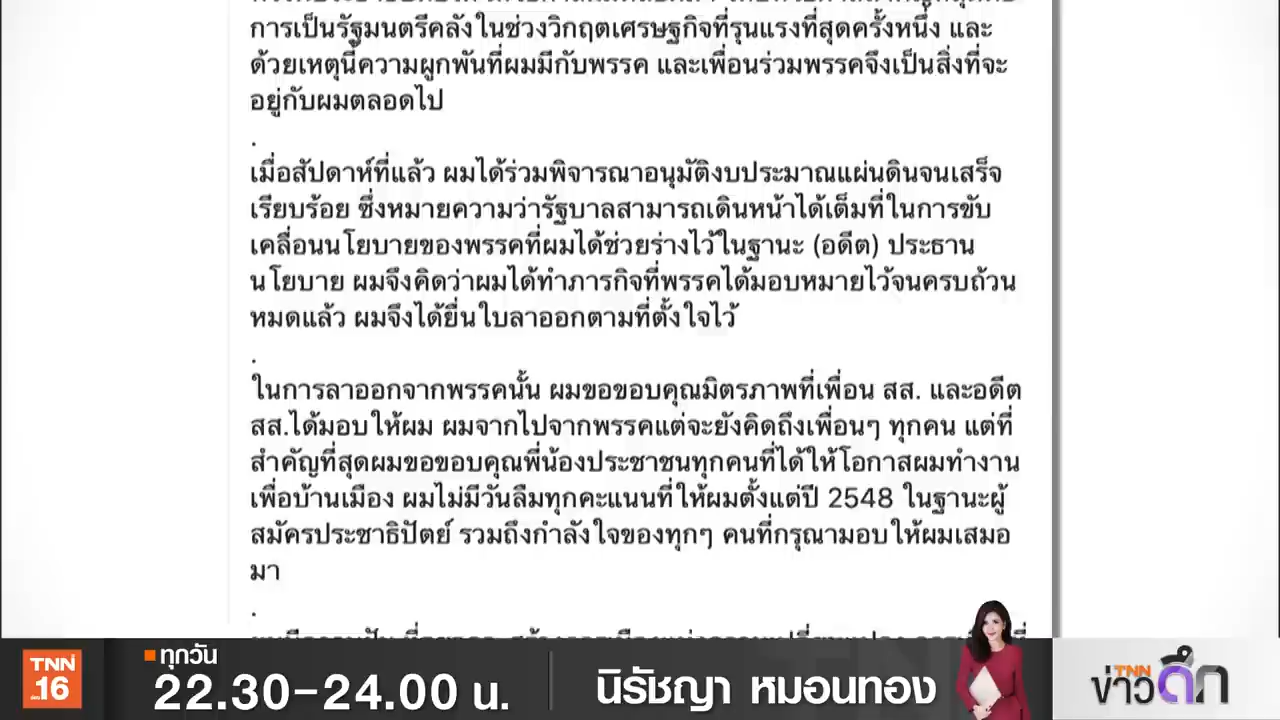 การเป็นรัฐมนตรีคลังในช่วงวิกฤตเศรษฐกิจที่รุนแรงที่สุดครั้งหนึ่ง และ
ด้วยเหตุนี้ความผูกพันที่ผมมีกับพรรค และเพื่อนร่วมพรรคจึงเป็นสิ่งที่จะ
อยู่กับผมตลอดไป
.
เมื่อสัปดาห์ที่แล้ว ผมได้ร่วมพิจารณาอนุมัติงบประมาณแผ่นดินจนเสร็จ
เรียบร้อย ซึ่งหมายความว่ารัฐบาลสามารถเดินหน้าได้เต็มที่ในการขับ
เคลื่อนนโยบายของพรรคที่ผมได้ช่วยร่างไว้ในฐานะ (อดีต) ประธาน
นโยบาย ผมจึงคิดว่าผมได้ทำภารกิจที่พรรคได้มอบหมายไว้จนครบถ้วน
หมดแล้ว ผมจึงได้ยื่นใบลาออกตามที่ตั้งใจไว้
.
ในการลาออกจากพรรคนั้น ผมขอขอบคุณมิตรภาพที่เพื่อน สส. และอดีต
สส.ได้มอบให้ผม ผมจากไปจากพรรคแต่จะยังคิดถึงเพื่อนๆ ทุกคน แต่ที่
สำคัญที่สุดผมขอขอบคุณพี่น้องประชาชนทุกคนที่ได้ให้โอกาสผมทำงาน
เพื่อบ้านเมือง ผมไม่มีวันลืมทุกคะแนนที่ให้ผมตั้งแต่ปี 2548 ในฐานะผู้
สมัครประชาธิปัตย์ รวมถึงกำลังใจของทุกๆ คนที่กรุณามอบให้ผมเสมอ
มา
.
TNN
ช่อง 16
ทุกวัน
22.30-24.00 น.
นิรัชญา หมอนทอง
TNN
ข่าวดึก